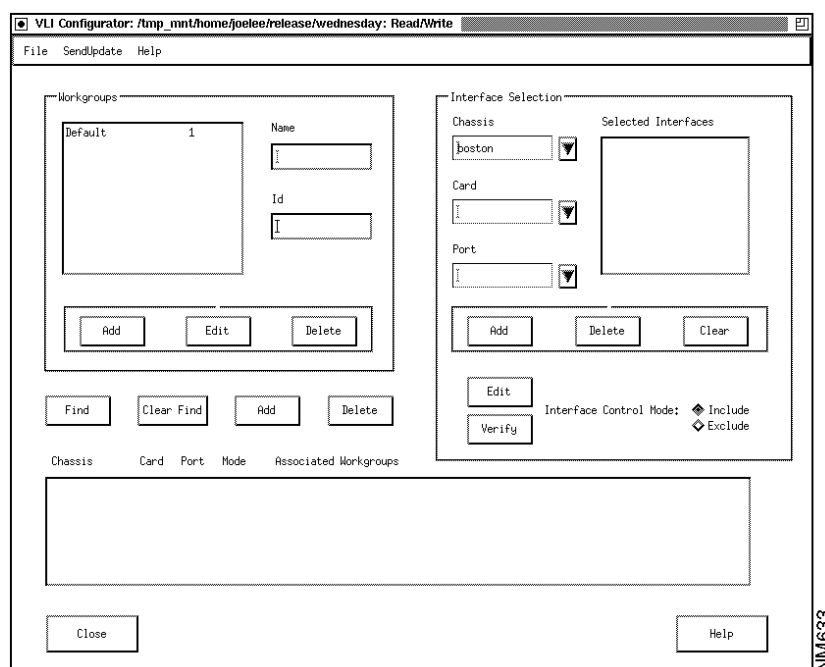 VLI Configurator: /tmp_mnt/home/joelee/release/wednesday: Read/Write
File SendUpdate Help
Workgroups
Default 1
Name
Id
Add Edit Delete
Interface Selection
Chassis
boston
Card
Port
Selected Interfaces
Add Delete Clear
Edit
Verify
Interface Control Mode: Include
Exclude
Find Clear Find Add Delete
Chassis Card Port Mode Associated Workgroups
Close Help
NM633